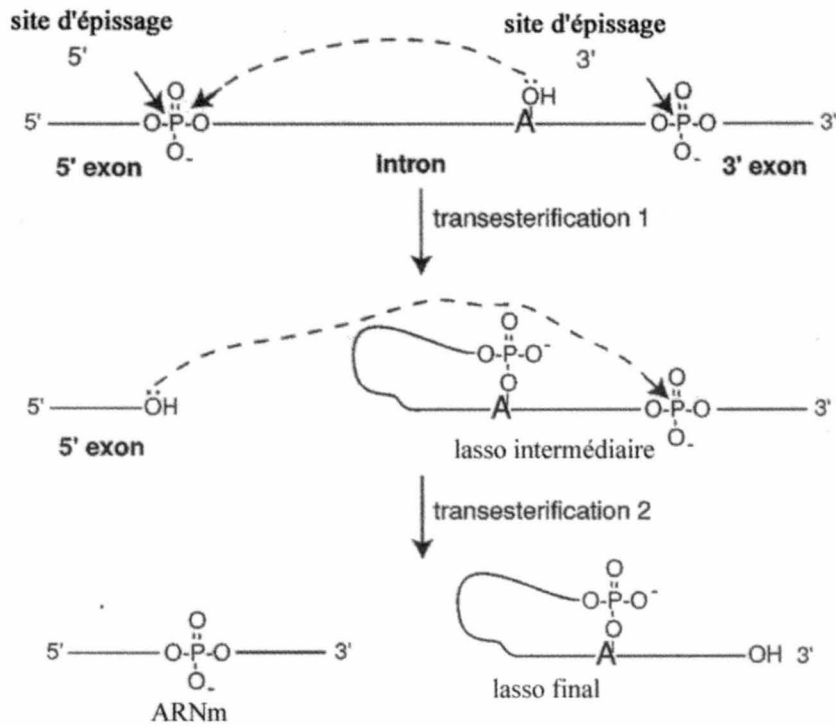 site d'épissage
5'
site d'épissage
3'
O
OH
O
5' O-P-O A O-P-O 3'
O-
O-
5' exon
intron
3' exon
transesterification 1
O
O-P-O-
O
O
5' OH A O-P-O 3'
O-
5' exon
lasso intermédiaire
transesterification 2
O
O-P-O-
O
O
5' O-P-O 3' A OH 3'
O-
ARNm
lasso final